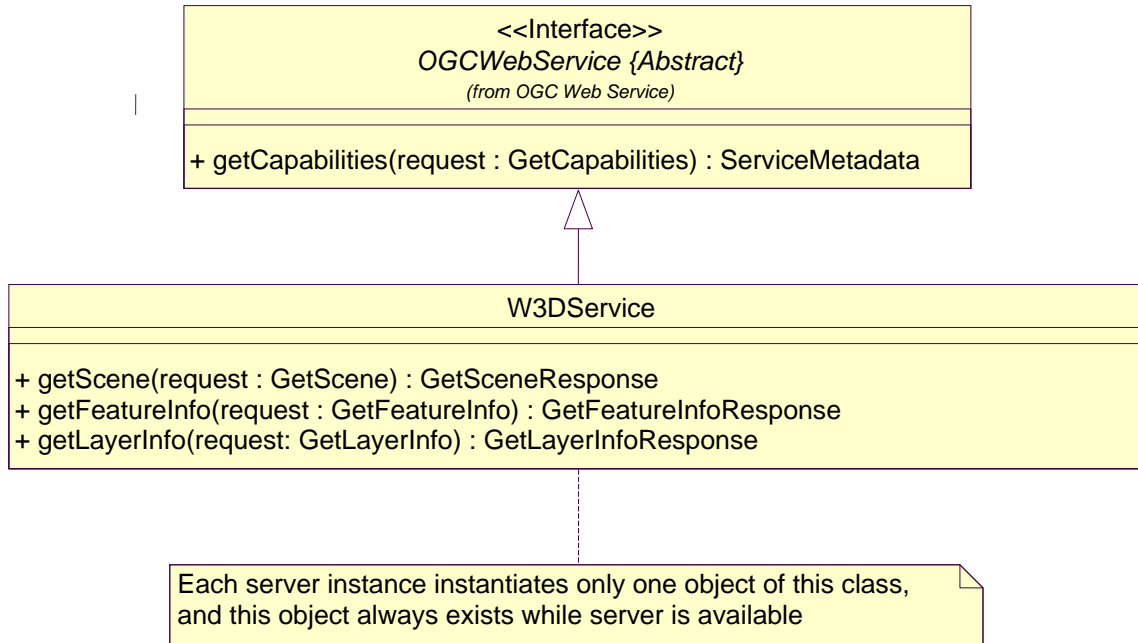 <<Interface>>
OGCWebService {Abstract}
(from OGC Web Service)
+ getCapabilities(request : GetCapabilities) : ServiceMetadata
W3DService
+ getScene(request : GetScene) : GetSceneResponse
+ getFeatureInfo(request : GetFeatureInfo) : GetFeatureInfoResponse
+ getLayerInfo(request: GetLayerInfo) : GetLayerInfoResponse
Each server instance instantiates only one object of this class,
and this object always exists while server is available